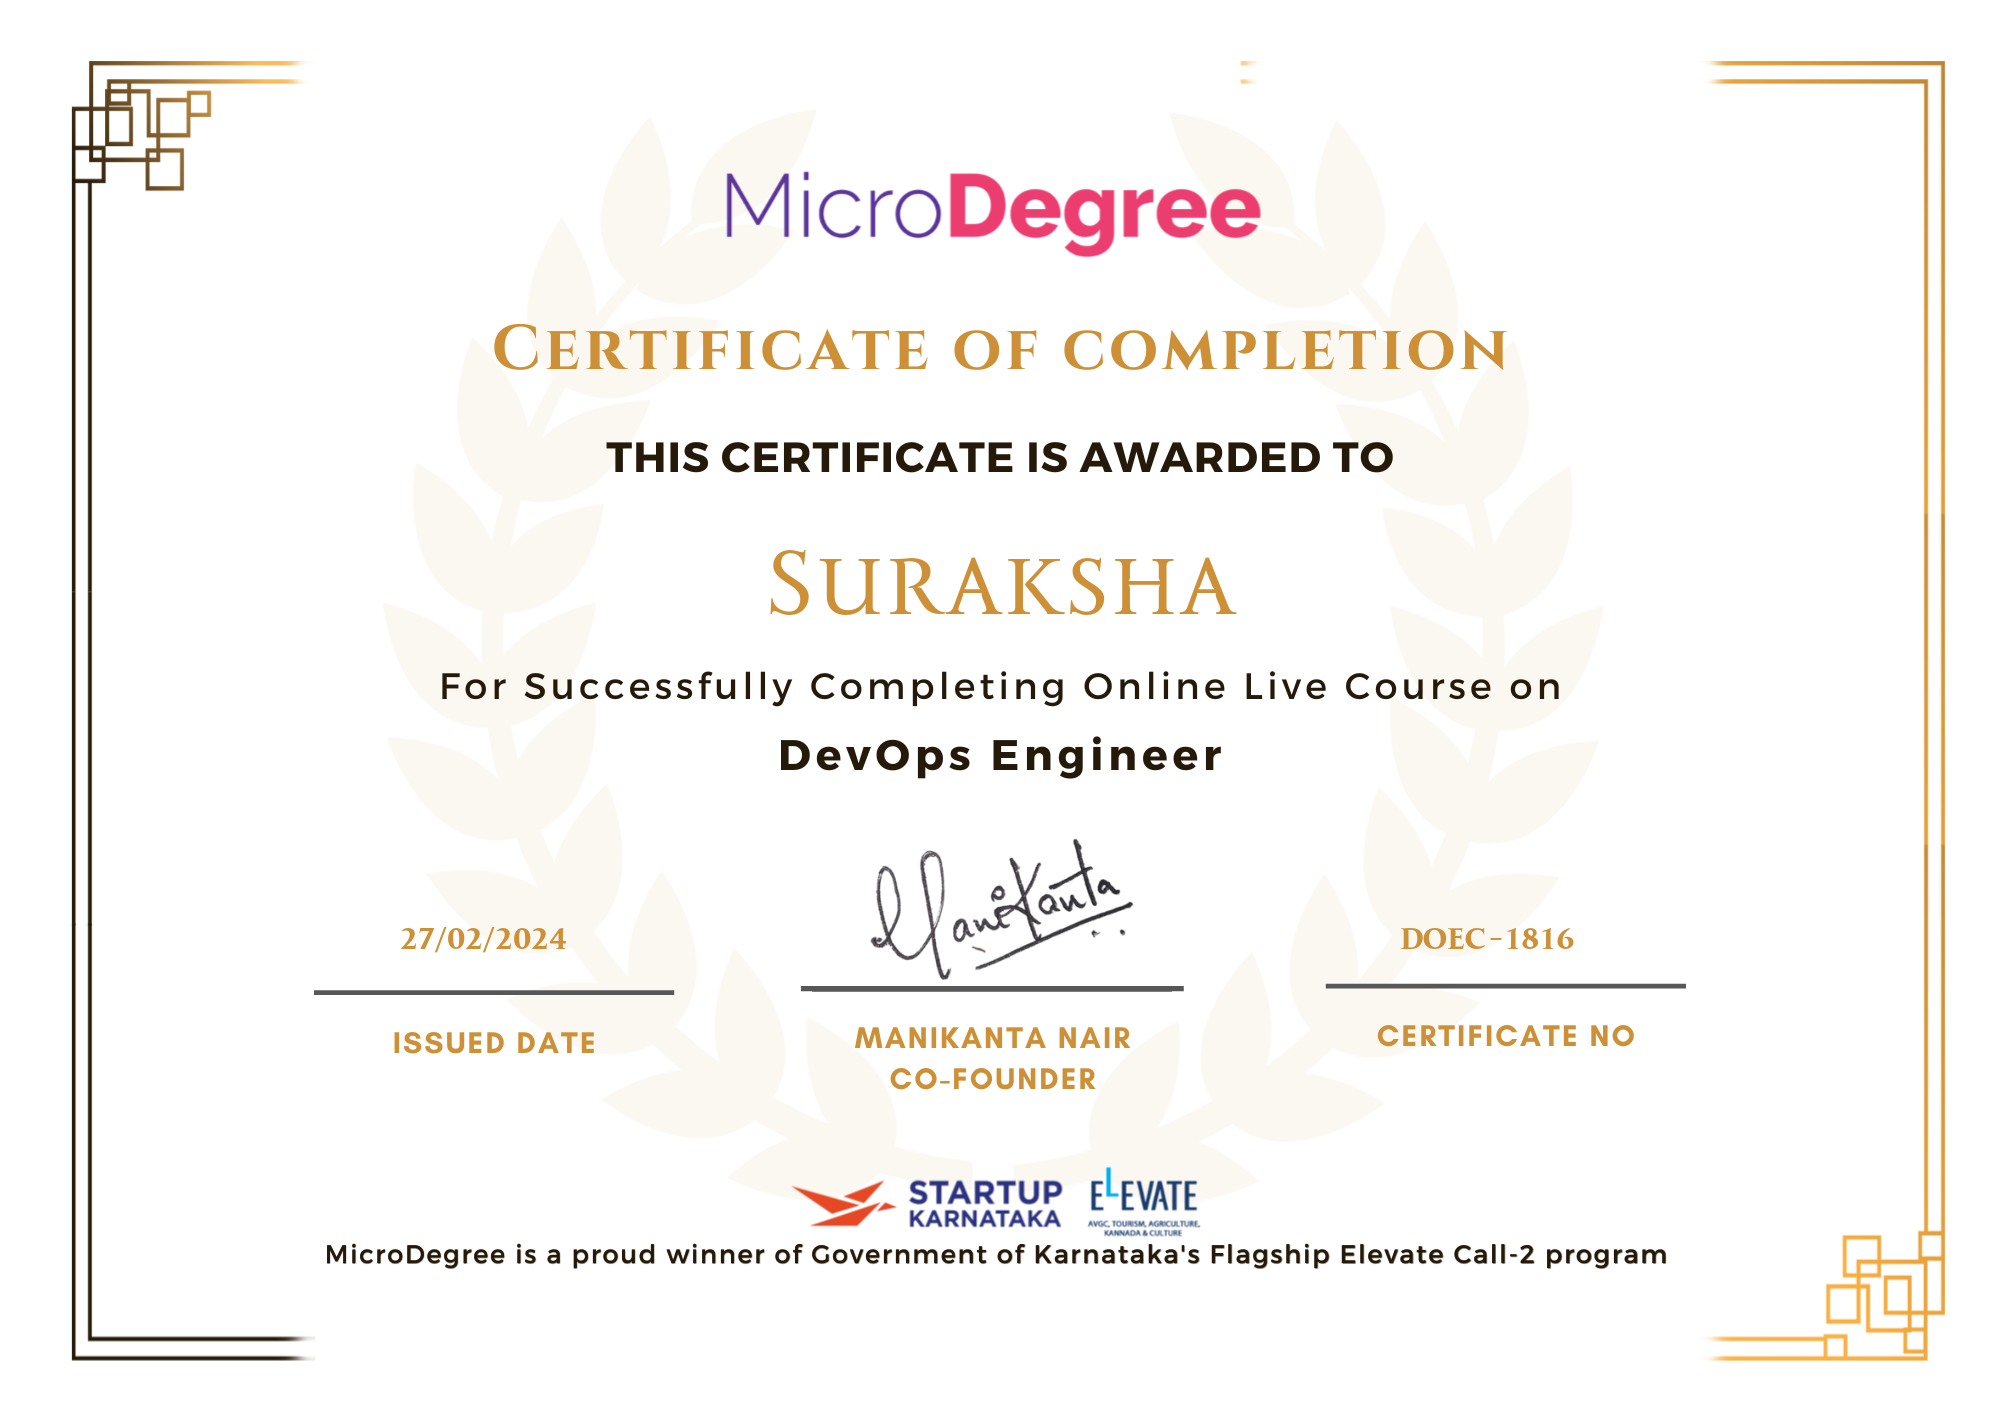 MicroDegree
Certificate of completion
THIS CERTIFICATE IS AWARDED TO
Suraksha
For Successfully Completing Online Live Course on
DevOps Engineer
27/02/2024
ISSUED DATE
ManiKanta
MANIKANTA NAIR
CO-FOUNDER
DOEC-1816
CERTIFICATE NO
STARTUP
KARNATAKA
ELEVATE
AVGC, TOURISM, AGRICULTURE,
KANNADA & CULTURE
MicroDegree is a proud winner of Government of Karnataka's Flagship Elevate Call-2 program